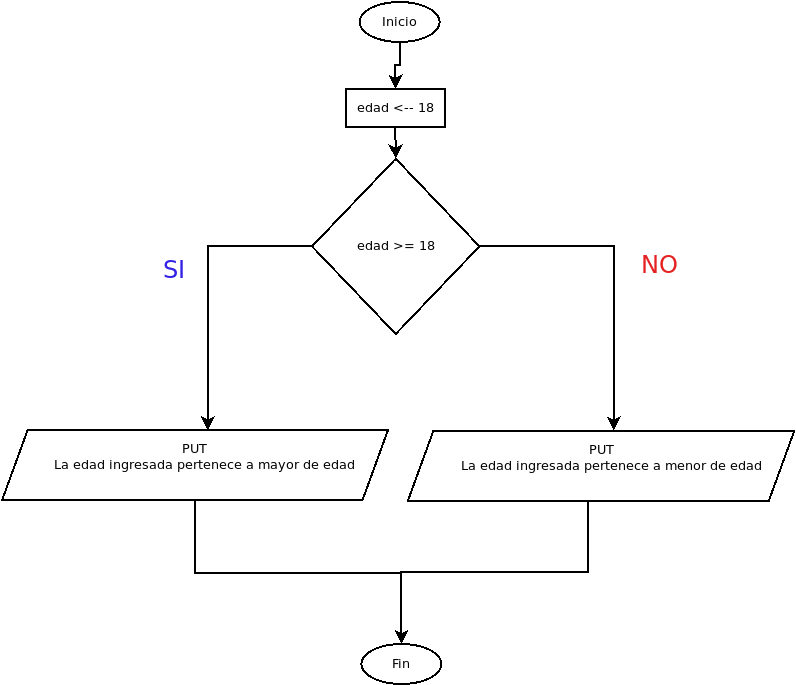 Inicio
edad <-- 18
edad >= 18
SI
NO
PUT
La edad ingresada pertenece a mayor de edad
PUT
La edad ingresada pertenece a menor de edad
Fin